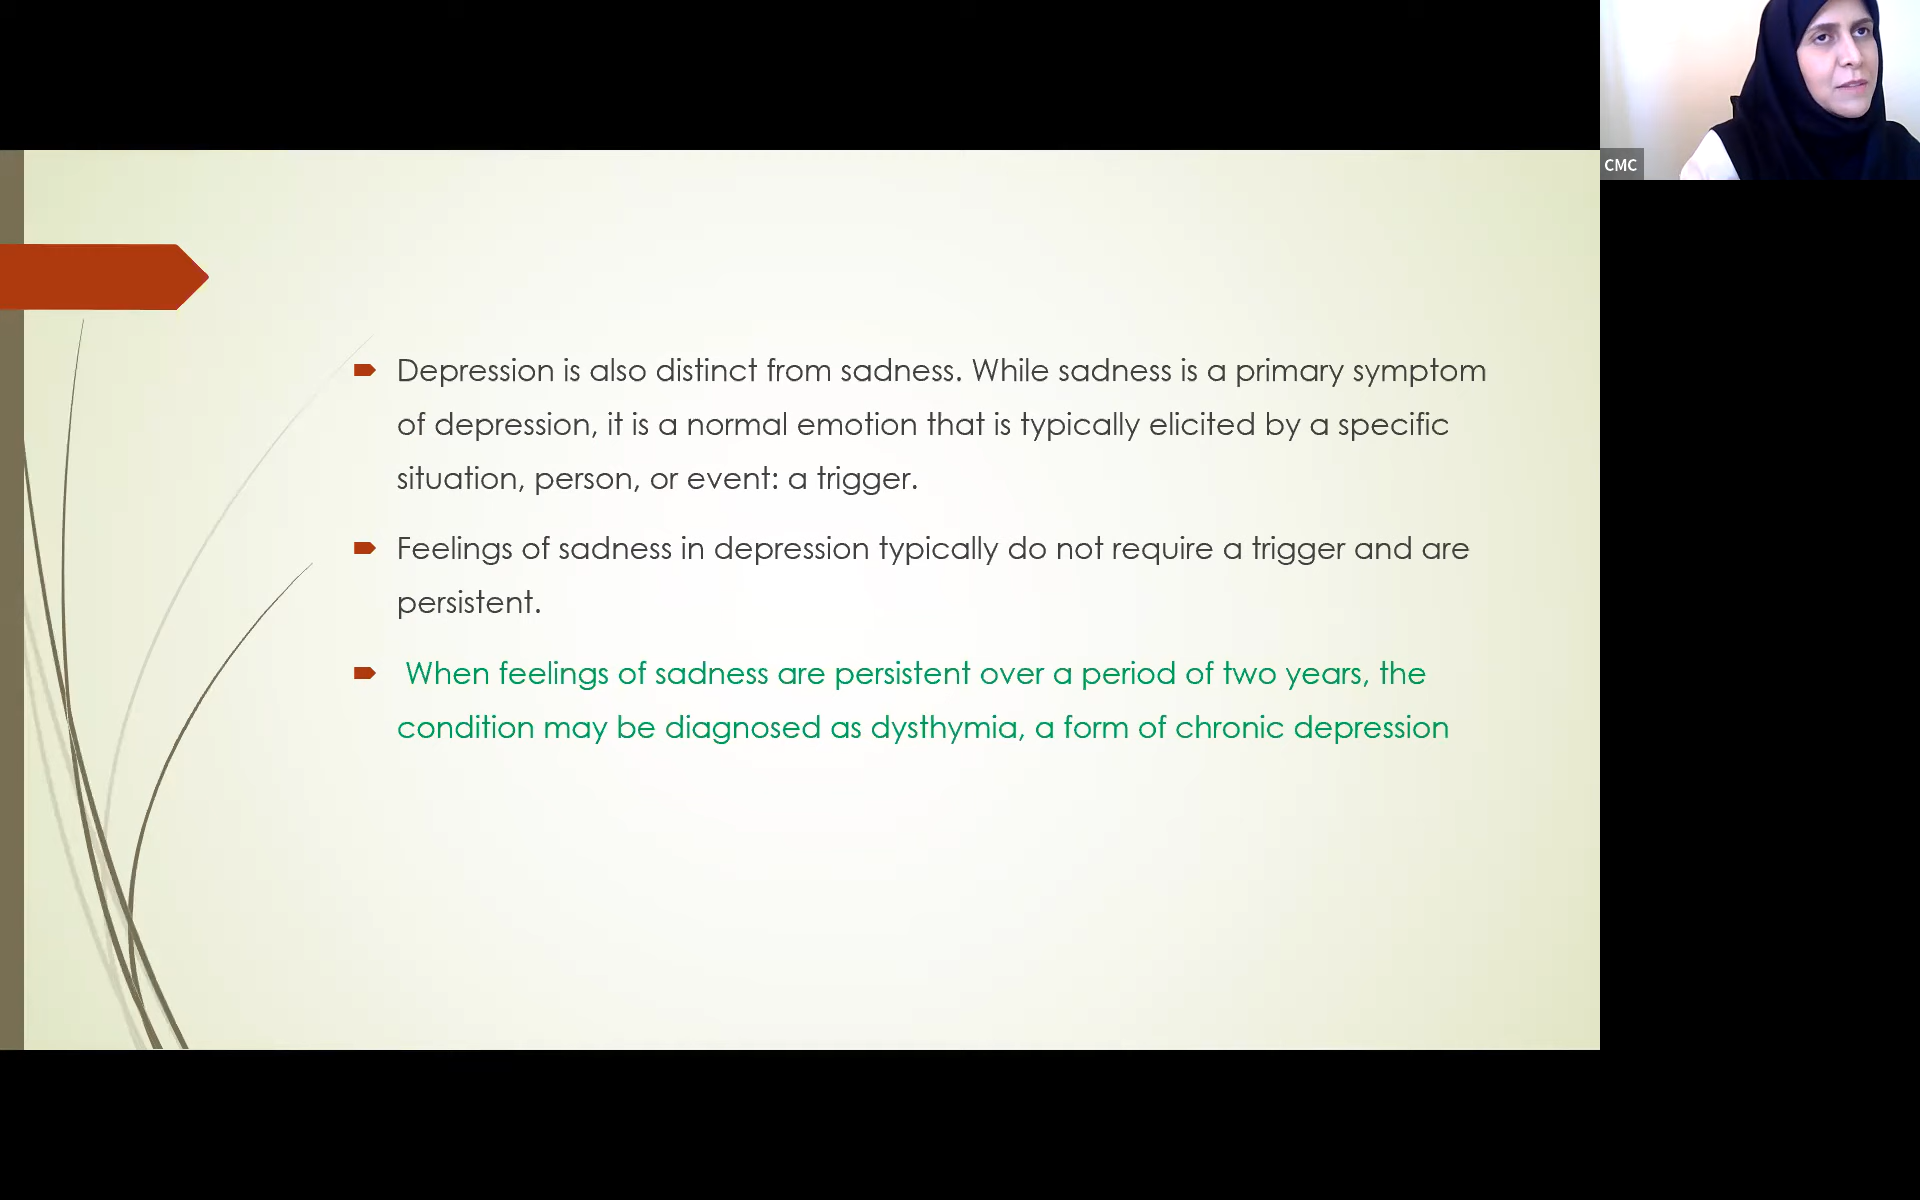 CMC
Depression is also distinct from sadness. While sadness is a primary symptom
of depression, it is a normal emotion that is typically elicited by a specific
situation, person, or event: a trigger.
Feelings of sadness in depression typically do not require a trigger and are
persistent.
When feelings of sadness are persistent over a period of two years, the
condition may be diagnosed as dysthymia, a form of chronic depression